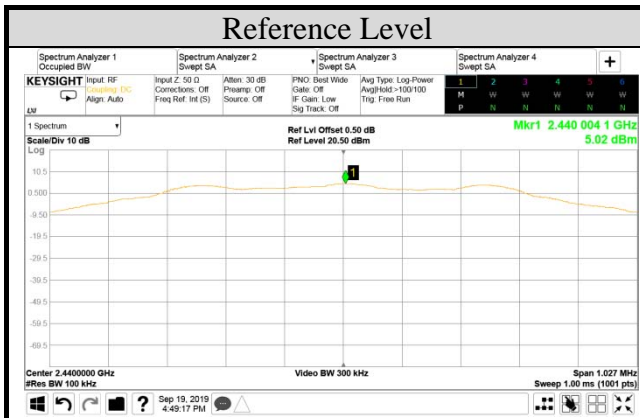 Reference Level
Spectrum Analyzer 1
Occupied BW
Spectrum Analyzer 2
Swept SA
Spectrum Analyzer 3
Swept SA
Spectrum Analyzer 4
Swept SA
+
KEYSIGHT
Input: RF
Coupling: DC
Align: Auto
Input Z: 50 Ω
Corrections: Off
Freq Ref: Int (S)
Atten: 30 dB
Preamp: Off
Source: Off
PNO: Best Wide
Gate: Off
IF Gain: Low
Sig Track: Off
Avg Type: Log-Power
Avg|Hold:>100/100
Trig: Free Run
1 2 3 4 5 6
M W W W W W
P N N N N N
LXI
1 Spectrum
Scale/Div 10 dB
Ref Lvl Offset 0.50 dB
Ref Level 20.50 dBm
Mkr1 2.440 004 1 GHz
5.02 dBm
Log
1
10.5
0.500
-9.50
-19.5
-29.5
-39.5
-49.5
-59.5
-69.5
Center 2.4400000 GHz
#Res BW 100 kHz
Video BW 300 kHz
Span 1.027 MHz
Sweep 1.00 ms (1001 pts)
?
Sep 19, 2019
4:49:17 PM